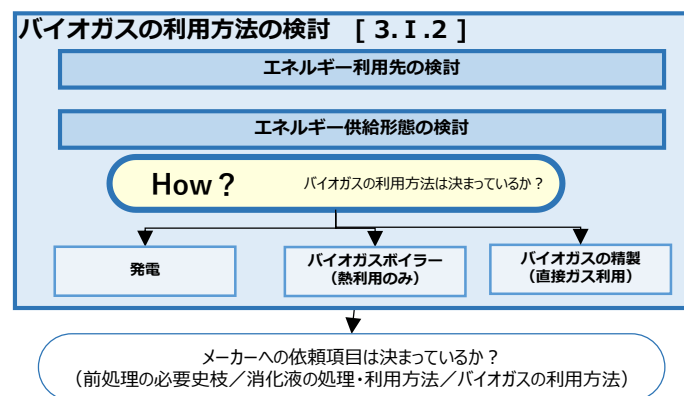 バイオガスの利用方法の検討 [ 3.Ⅰ.2 ]
エネルギー利用先の検討
エネルギー供給形態の検討
How？ バイオガスの利用方法は決まっているか？
発電
バイオガスボイラー
（熱利用のみ）
バイオガスの精製
（直接ガス利用）
メーカーへの依頼項目は決まっているか？
（前処理の必要史枝／消化液の処理・利用方法／バイオガスの利用方法）